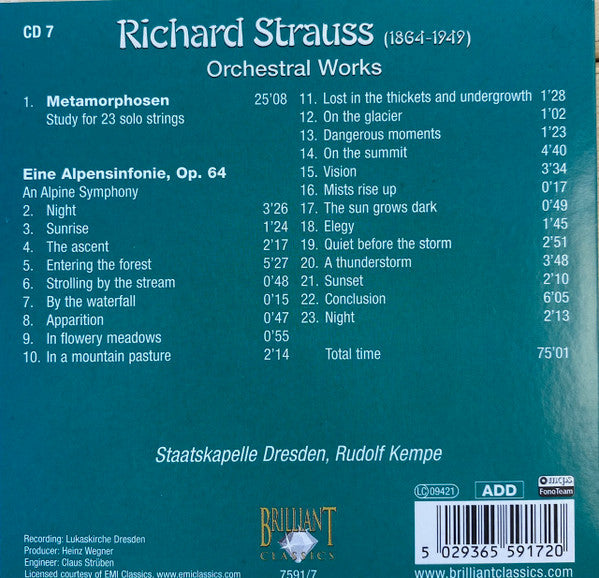 CD 7
Richard Strauss (1864-1949)
Orchestral Works
1. Metamorphosen 25'08
Study for 23 solo strings
Eine Alpensinfonie, Op. 64
An Alpine Symphony
2. Night 3'26
3. Sunrise 1'24
4. The ascent 2'17
5. Entering the forest 5'27
6. Strolling by the stream 0'48
7. By the waterfall 0'15
8. Apparition 0'47
9. In flowery meadows 0'55
10. In a mountain pasture 2'14
11. Lost in the thickets and undergrowth 1'28
12. On the glacier 1'02
13. Dangerous moments 1'23
14. On the summit 4'40
15. Vision 3'34
16. Mists rise up 0'17
17. The sun grows dark 0'49
18. Elegy 1'45
19. Quiet before the storm 2'51
20. A thunderstorm 3'48
21. Sunset 2'10
22. Conclusion 6'05
23. Night 2'13
Total time 75'01
Staatskapelle Dresden, Rudolf Kempe
Recording: Lukaskirche Dresden
Producer: Heinz Wegner
Engineer: Claus Strüben
Licensed courtesy of EMI Classics, www.emiclassics.com
BRILLIANT
CLASSICS
7591/7
LC 09421
ADD
mcps
FonoTeam
5 029365 591720
www.brilliantclassics.com